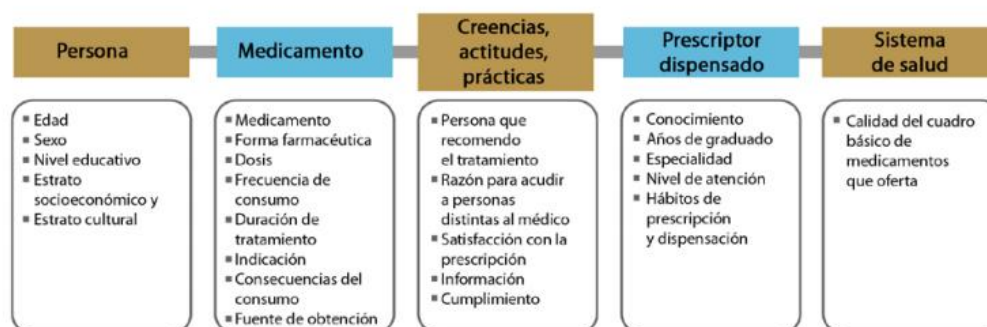 Persona
Medicamento
Creencias,
actitudes,
prácticas
Prescriptor
dispensado
Sistema
de salud
▪ Edad
▪ Sexo
▪ Nivel educativo
▪ Estrato
socioeconómico y
▪ Estrato cultural
▪ Medicamento
▪ Forma farmacéutica
▪ Dosis
▪ Frecuencia de
consumo
▪ Duración de
tratamiento
▪ Indicación
▪ Consecuencias del
consumo
▪ Fuente de obtención
▪ Persona que
recomendo
el tratamiento
▪ Razón para acudir
a personas
distintas al médico
▪ Satisfacción con la
prescripción
▪ Información
▪ Cumplimiento
▪ Conocimiento
▪ Años de graduado
▪ Especialidad
▪ Nivel de atención
▪ Hábitos de
prescripción
y dispensación
▪ Calidad del cuadro
básico de
medicamentos
que oferta